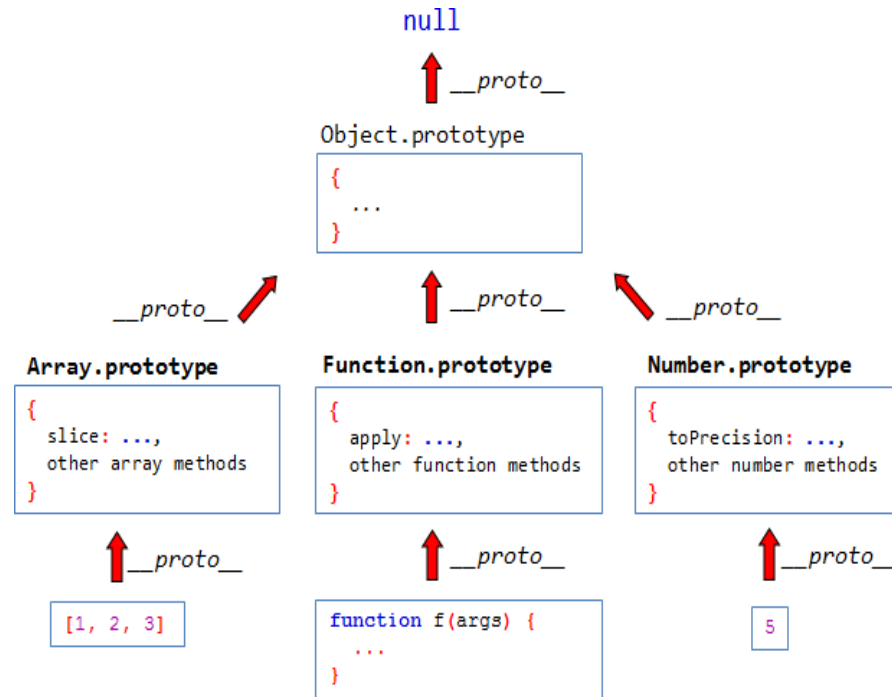 null
__proto__
Object.prototype
{
...
}
__proto__
__proto__
__proto__
Array.prototype
{
slice: ...,
other array methods
}
Function.prototype
{
apply: ...,
other function methods
}
Number.prototype
{
toPrecision: ...,
other number methods
}
__proto__
__proto__
__proto__
[1, 2, 3]
function f(args) {
...
}
5